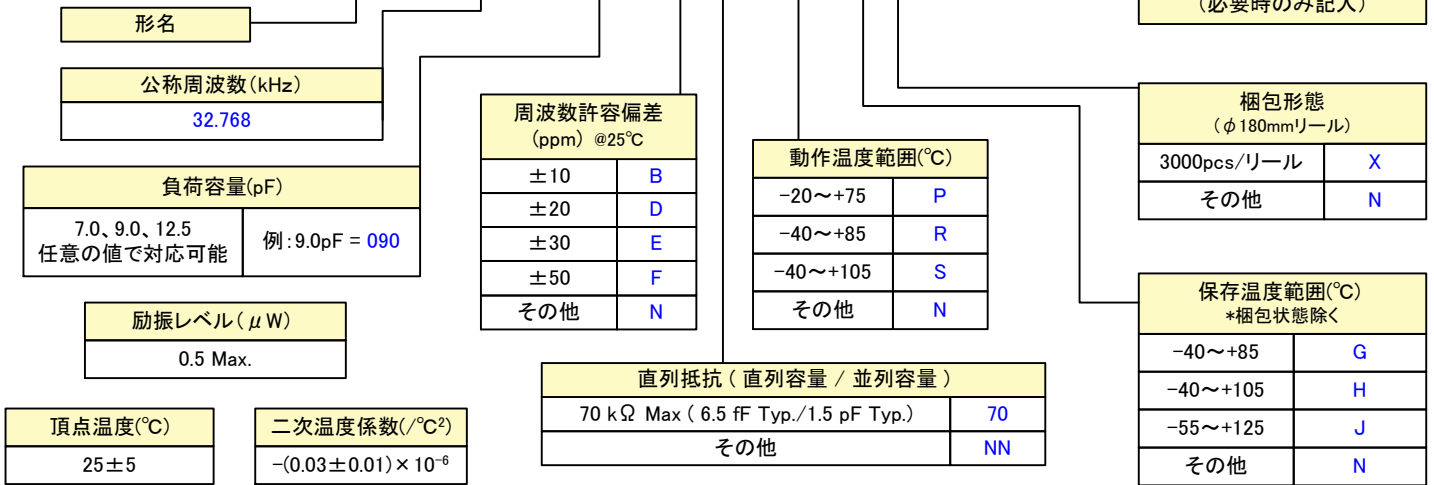 形名
(必要時のみ記入)
公称周波数(kHz)
32.768
負荷容量(pF)
7.0、9.0、12.5
任意の値で対応可能
例:9.0pF = 090
励振レベル(μW)
0.5 Max.
頂点温度(℃)
25±5
二次温度係数(/℃²)
-(0.03±0.01)×10⁻⁶
周波数許容偏差
(ppm) @25℃
±10 B
±20 D
±30 E
±50 F
その他 N
直列抵抗 ( 直列容量 / 並列容量 )
70 kΩ Max ( 6.5 fF Typ./1.5 pF Typ.) 70
その他 NN
動作温度範囲(℃)
-20~+75 P
-40~+85 R
-40~+105 S
その他 N
梱包形態
(φ180mmリール)
3000pcs/リール X
その他 N
保存温度範囲(℃)
*梱包状態除く
-40~+85 G
-40~+105 H
-55~+125 J
その他 N